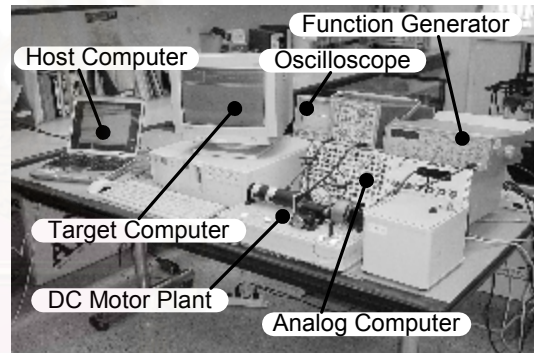 Function Generator
Host Computer
Oscilloscope
Target Computer
DC Motor Plant
Analog Computer